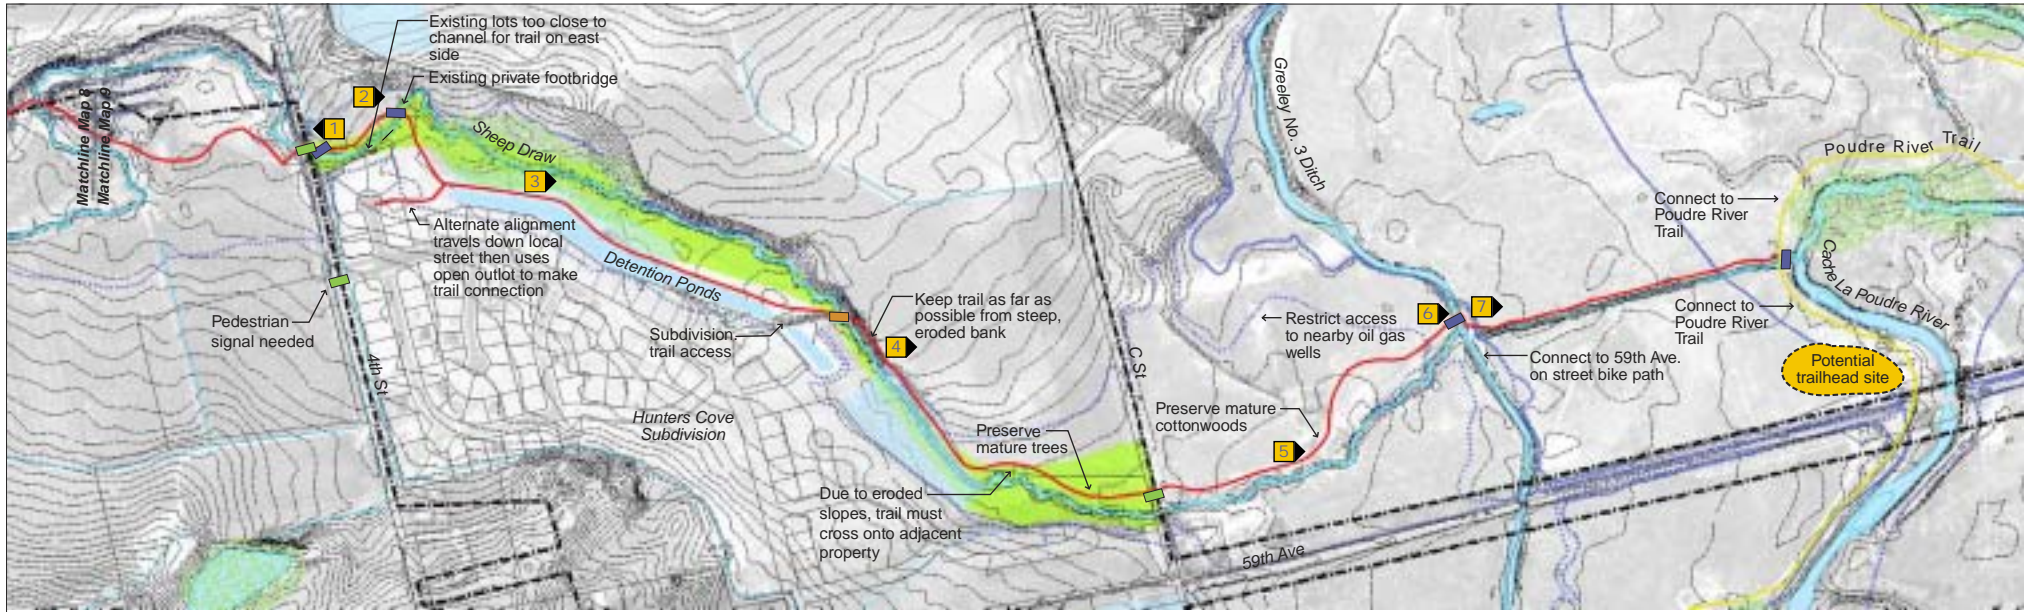 Existing lots too close to
channel for trail on east
side
Existing private footbridge
Matchline Map 8
Matchline Map 9
1
2
3
Sheep Draw
Alternate alignment
travels down local
street then uses
open outlot to make
trail connection
Detention Ponds
Pedestrian
signal needed
4th St
Subdivision
trail access
Hunters Cove
Subdivision
Keep trail as far as
possible from steep,
eroded bank
4
Preserve
mature trees
Due to eroded
slopes, trail must
cross onto adjacent
property
C St
Greeley No. 3 Ditch
Restrict access
to nearby oil gas
wells
Preserve mature
cottonwoods
5
6
7
Connect to 59th Ave.
on street bike path
59th Ave
Poudre River Trail
Connect to
Poudre River
Trail
Connect to
Poudre River
Trail
Cache La Poudre River
Potential
trailhead site